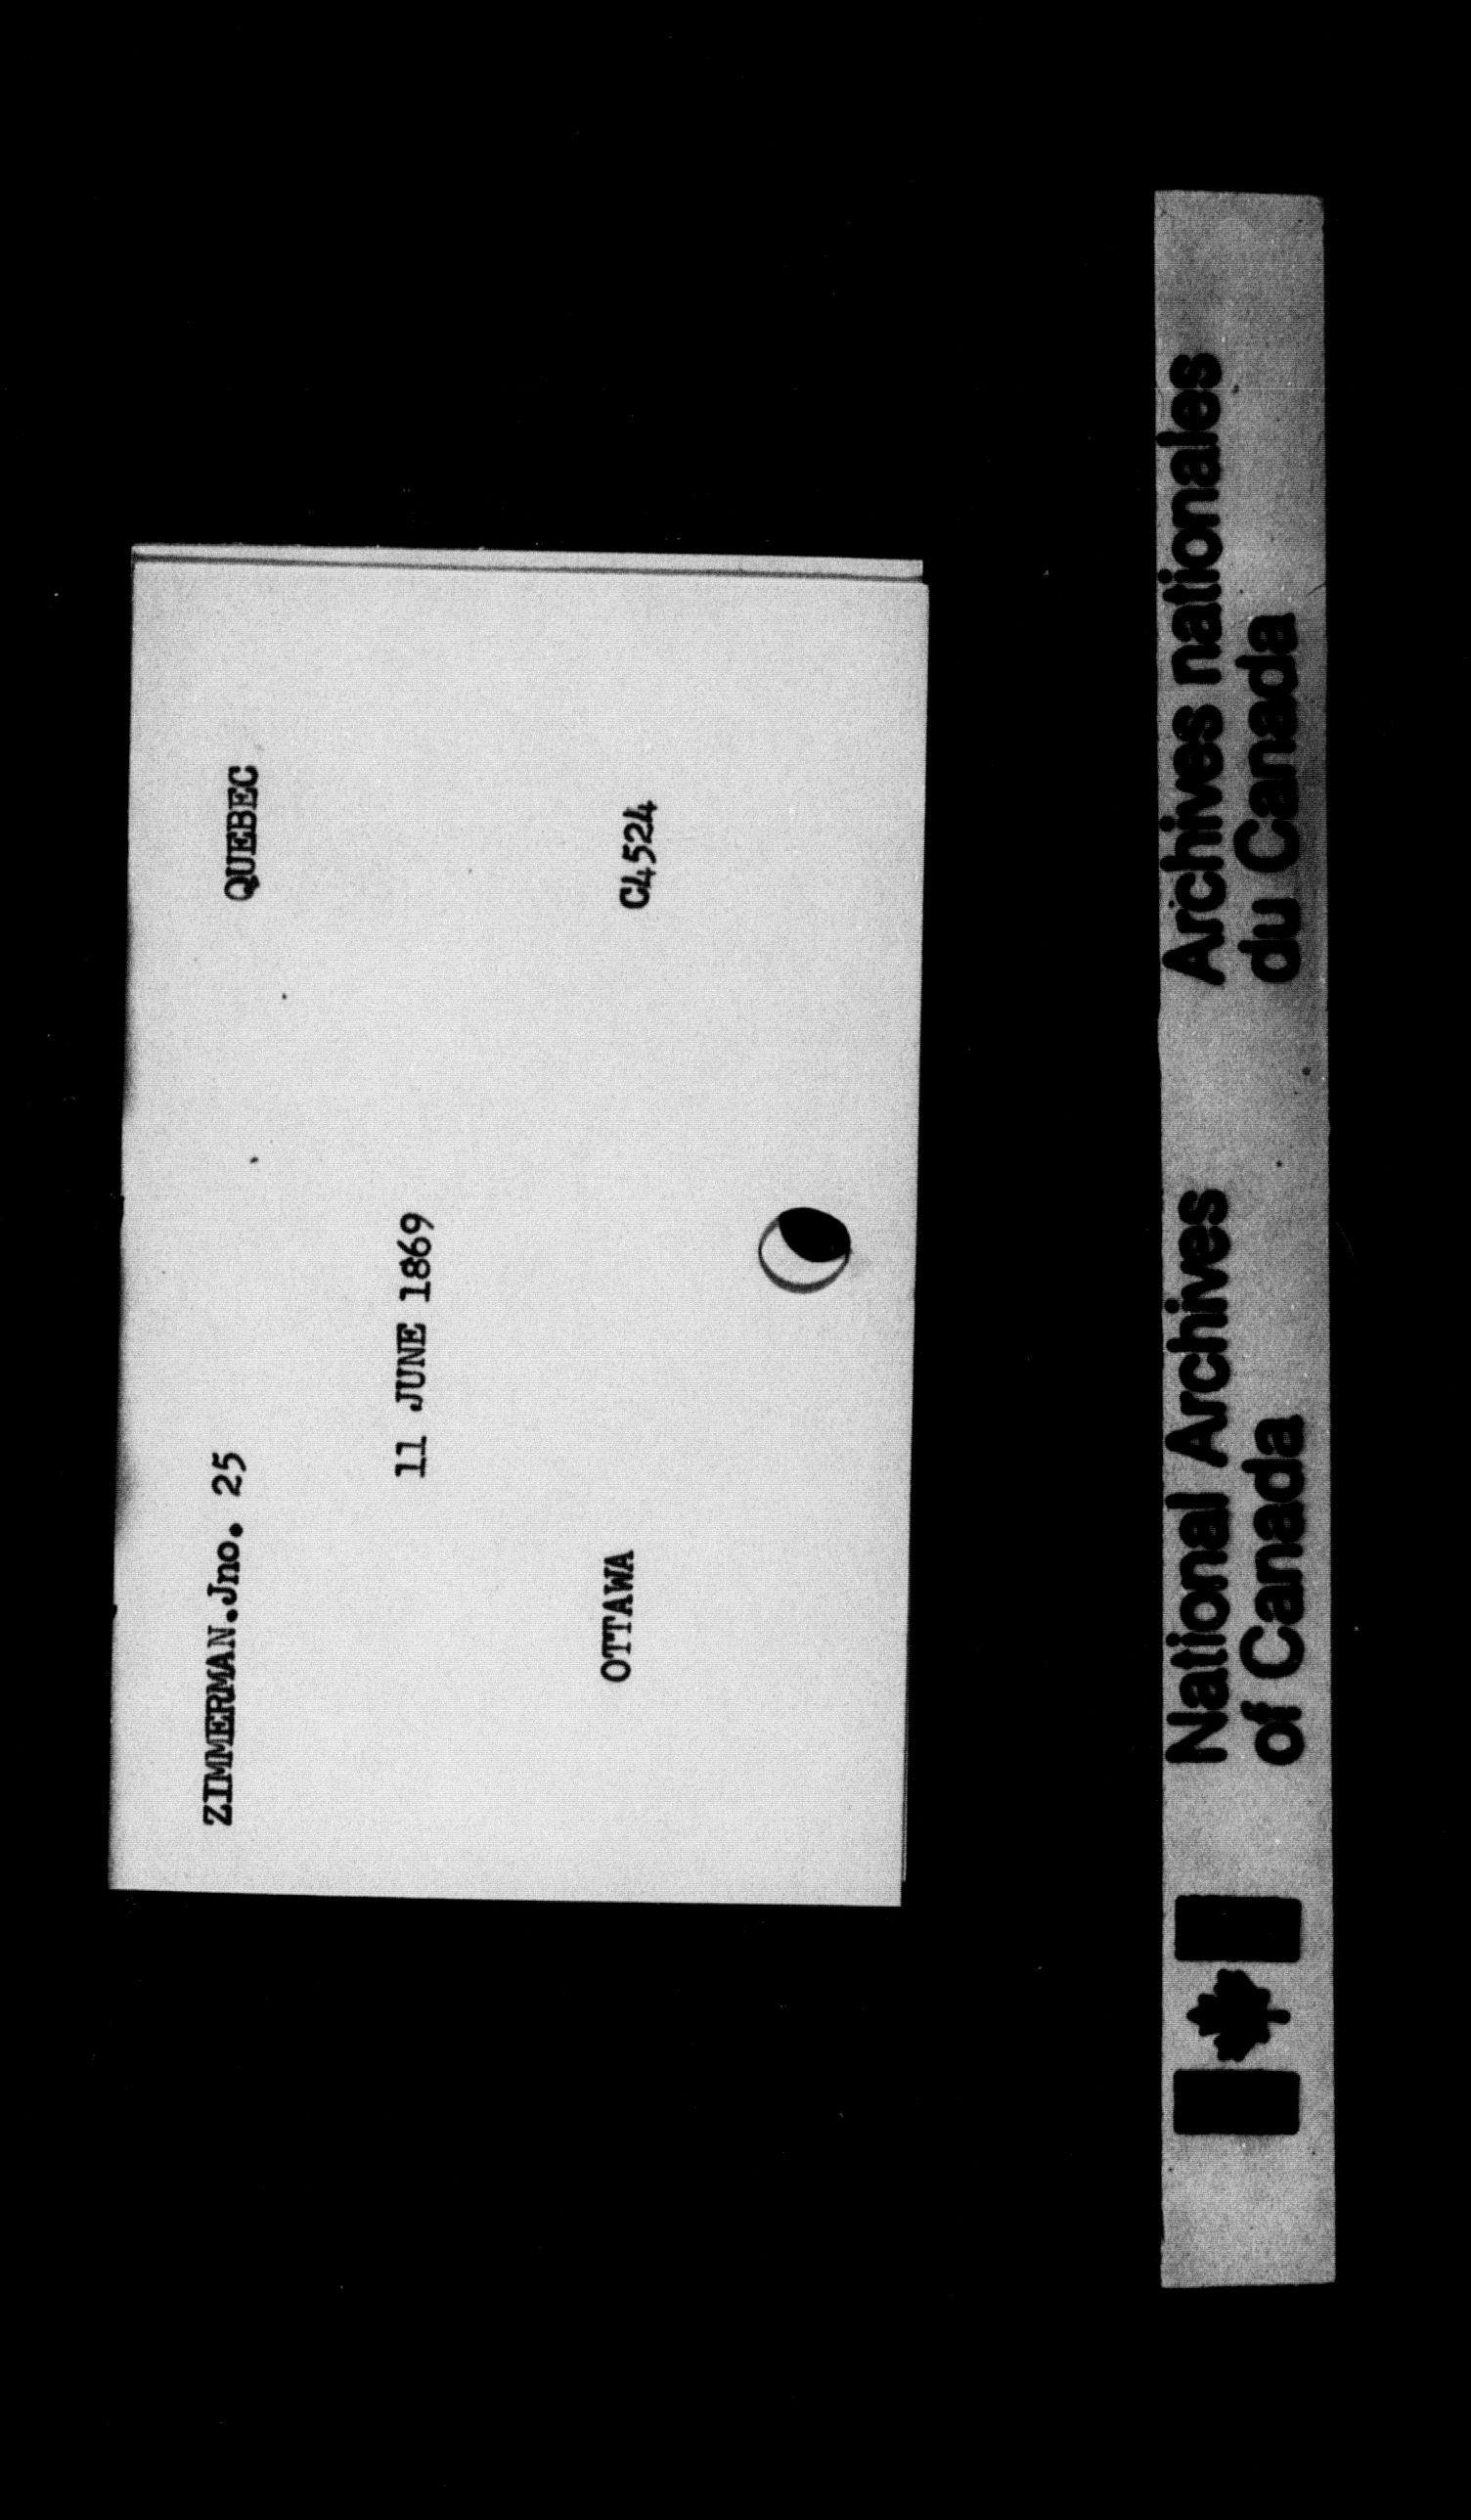 ZIMMERMAN.Jno. 25 QUEBEC
11 JUNE 1869
OTTAWA C4524
National Archives
of Canada
Archives nationales
du Canada